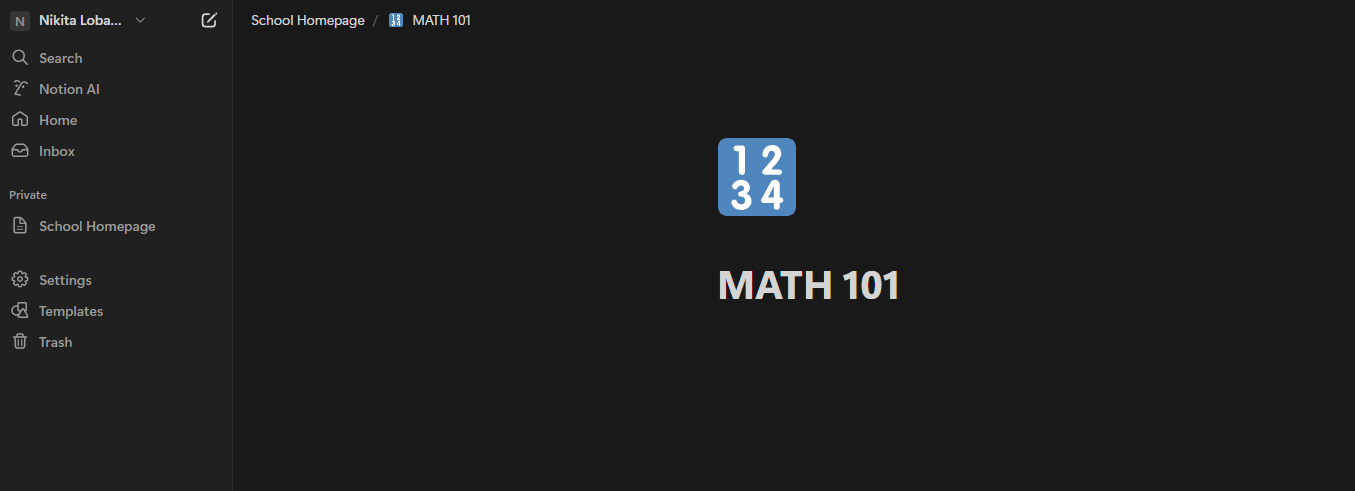 N Nikita Loba...
Search
Notion AI
Home
Inbox
Private
School Homepage
Settings
Templates
Trash
School Homepage / 1234 MATH 101
1 2
3 4
MATH 101